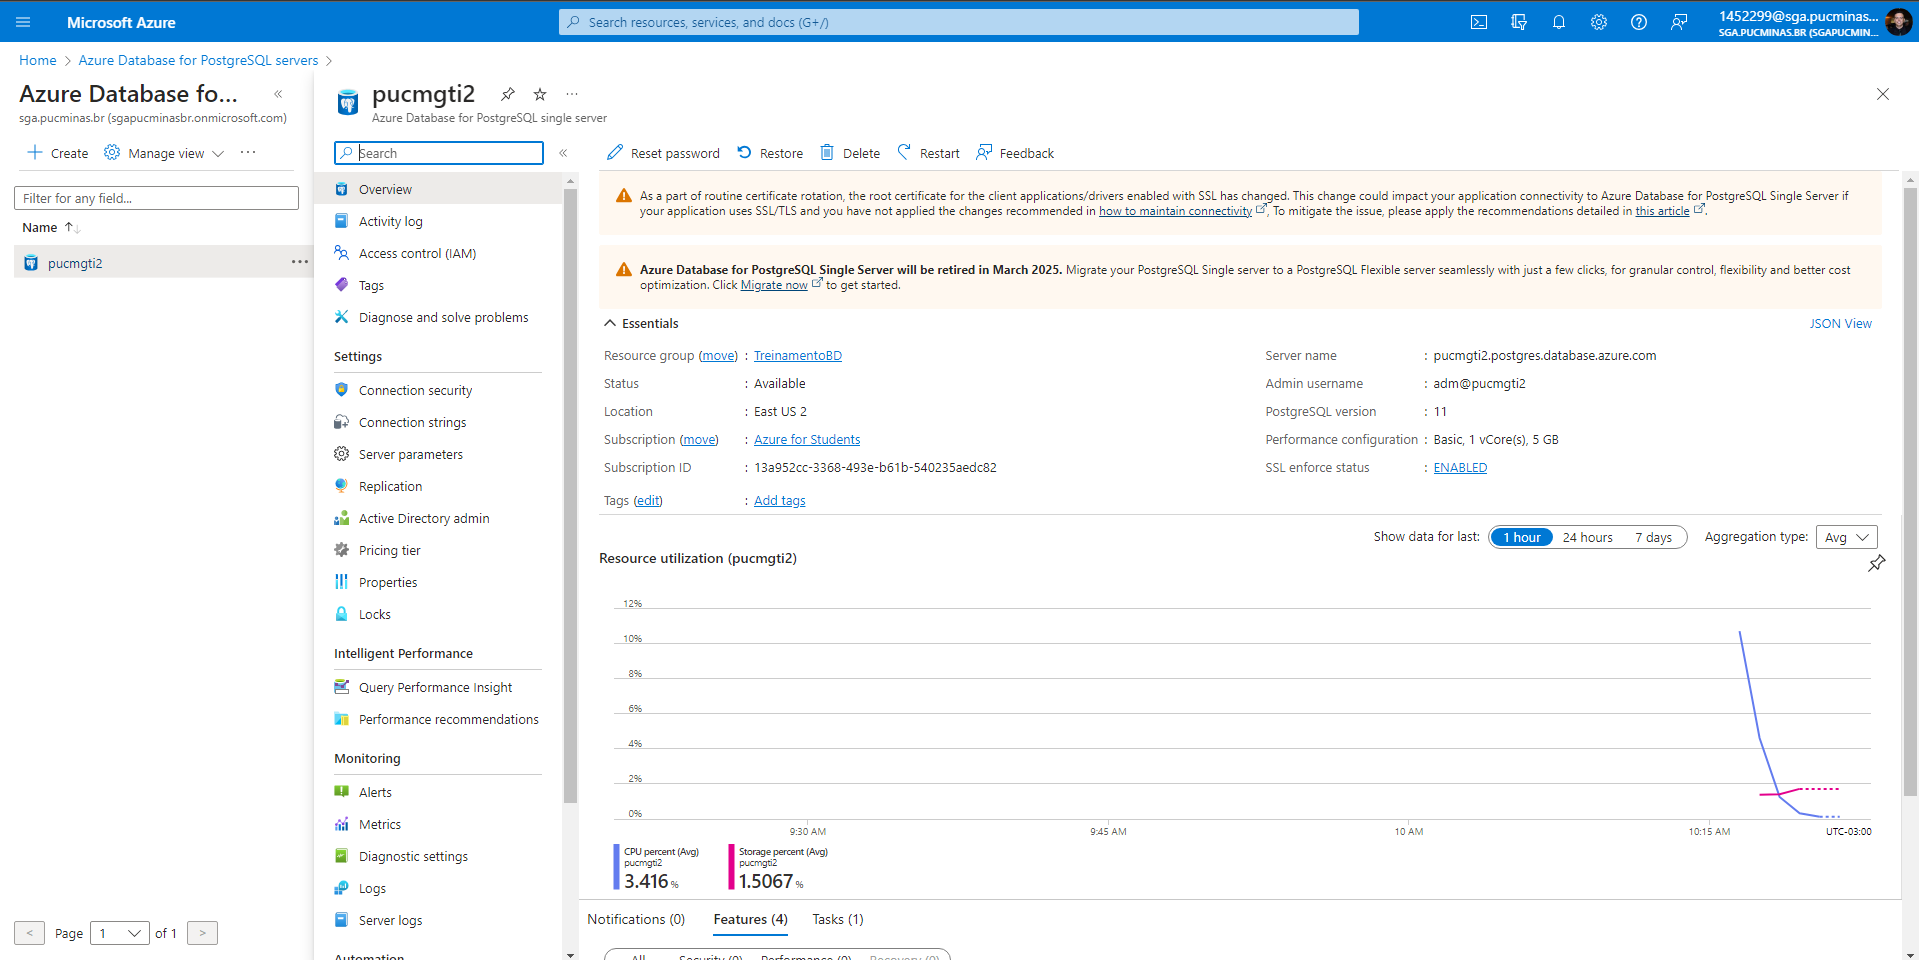 Microsoft Azure
Search resources, services, and docs (G+/)
1452299@sga.pucminas...
SGA.PUCMINAS.BR (SGAPUCMIN...
Home > Azure Database for PostgreSQL servers >
Azure Database fo...
sga.pucminas.br (sgapucminasbr.onmicrosoft.com)
Create
Manage view
Filter for any field...
Name
pucmgti2
< Page 1 of 1 >
pucmgti2
Azure Database for PostgreSQL single server
Search
Overview
Activity log
Access control (IAM)
Tags
Diagnose and solve problems
Settings
Connection security
Connection strings
Server parameters
Replication
Active Directory admin
Pricing tier
Properties
Locks
Intelligent Performance
Query Performance Insight
Performance recommendations
Monitoring
Alerts
Metrics
Diagnostic settings
Logs
Server logs
Automation
Reset password
Restore
Delete
Restart
Feedback
As a part of routine certificate rotation, the root certificate for the client applications/drivers enabled with SSL has changed. This change could impact your application connectivity to Azure Database for PostgreSQL Single Server if
your application uses SSL/TLS and you have not applied the changes recommended in how to maintain connectivity. To mitigate the issue, please apply the recommendations detailed in this article.
Azure Database for PostgreSQL Single Server will be retired in March 2025. Migrate your PostgreSQL Single server to a PostgreSQL Flexible server seamlessly with just a few clicks, for granular control, flexibility and better cost
optimization. Click Migrate now to get started.
Essentials
JSON View
Resource group (move) : TreinamentoBD
Status : Available
Location : East US 2
Subscription (move) : Azure for Students
Subscription ID : 13a952cc-3368-493e-b61b-540235aedc82
Tags (edit) : Add tags
Server name : pucmgti2.postgres.database.azure.com
Admin username : adm@pucmgti2
PostgreSQL version : 11
Performance configuration : Basic, 1 vCore(s), 5 GB
SSL enforce status : ENABLED
Show data for last: 1 hour 24 hours 7 days Aggregation type: Avg
Resource utilization (pucmgti2)
12%
10%
8%
6%
4%
2%
0%
9:30 AM 9:45 AM 10 AM 10:15 AM UTC-03:00
CPU percent (Avg)
pucmgti2
3.416 %
Storage percent (Avg)
pucmgti2
1.5067 %
Notifications (0) Features (4) Tasks (1)
All Security (0) Performance (0) Recovery (0)